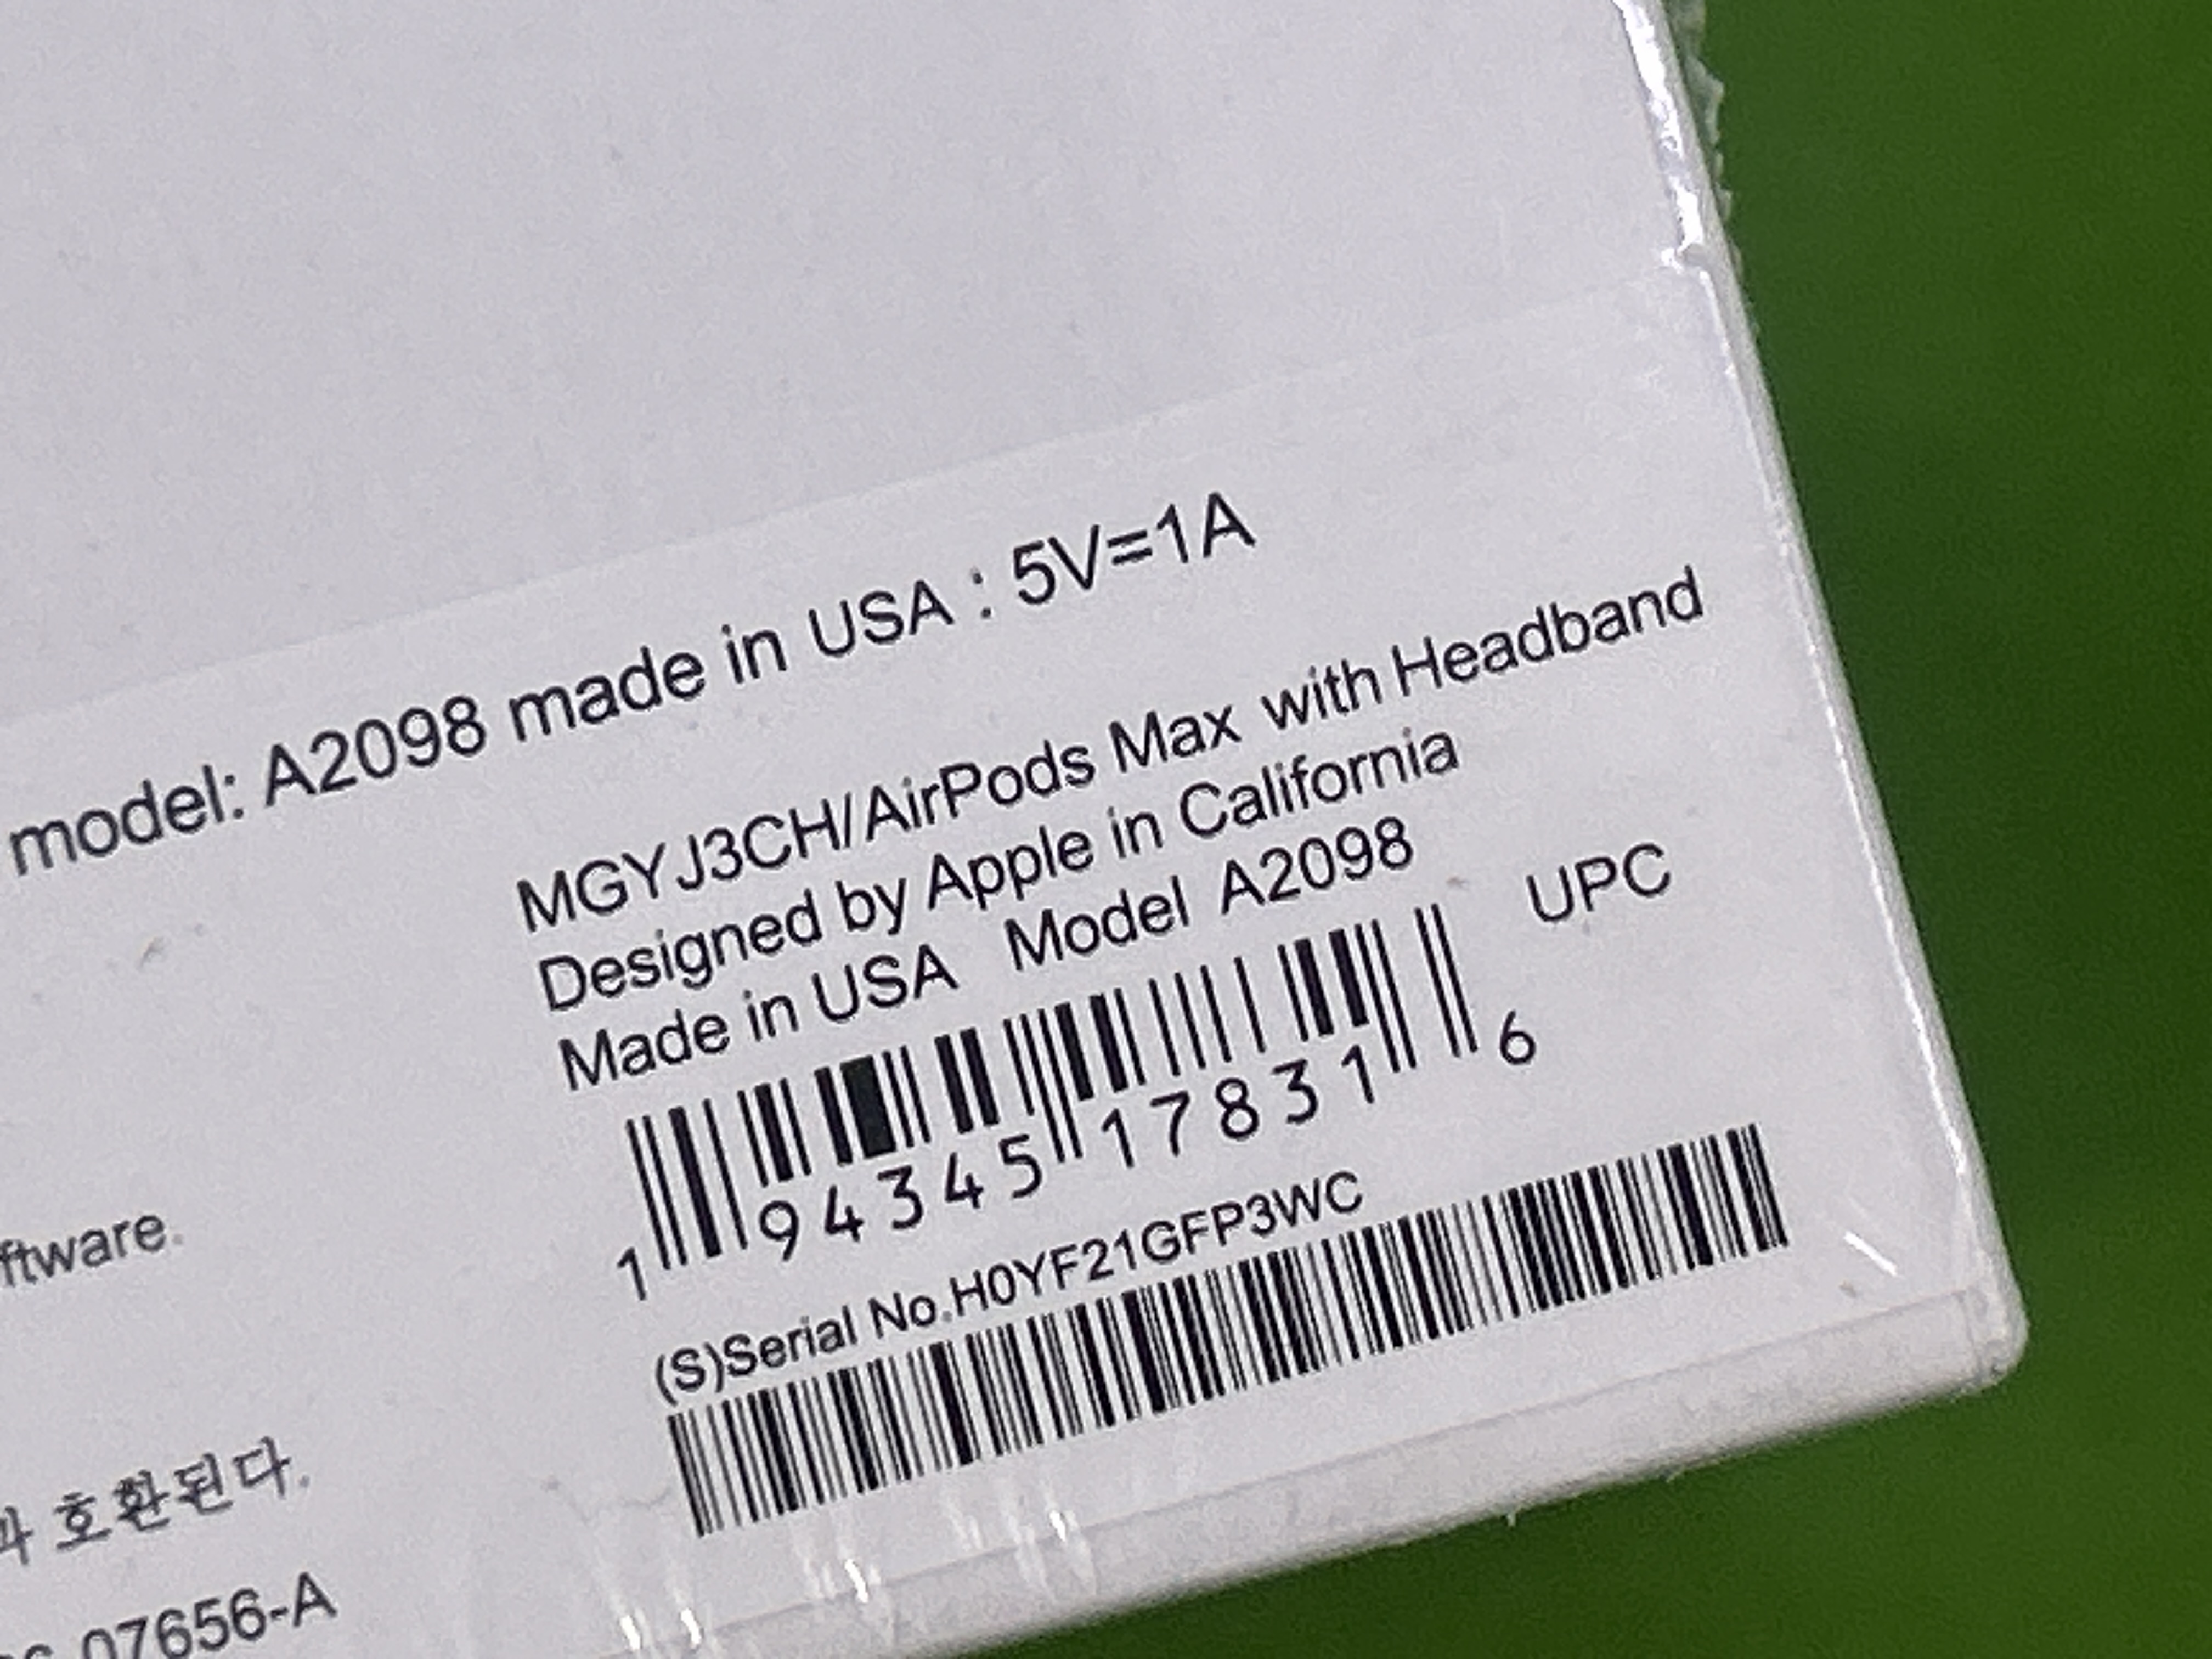 model: A2098 made in USA : 5V=1A
MGYJ3CH/AirPods Max with Headband
Designed by Apple in California
Made in USA Model A2098
UPC
1 94345 17831 6
(S)Serial No.H0YF21GFP3WC
ftware.
과 호환된다.
07656-A